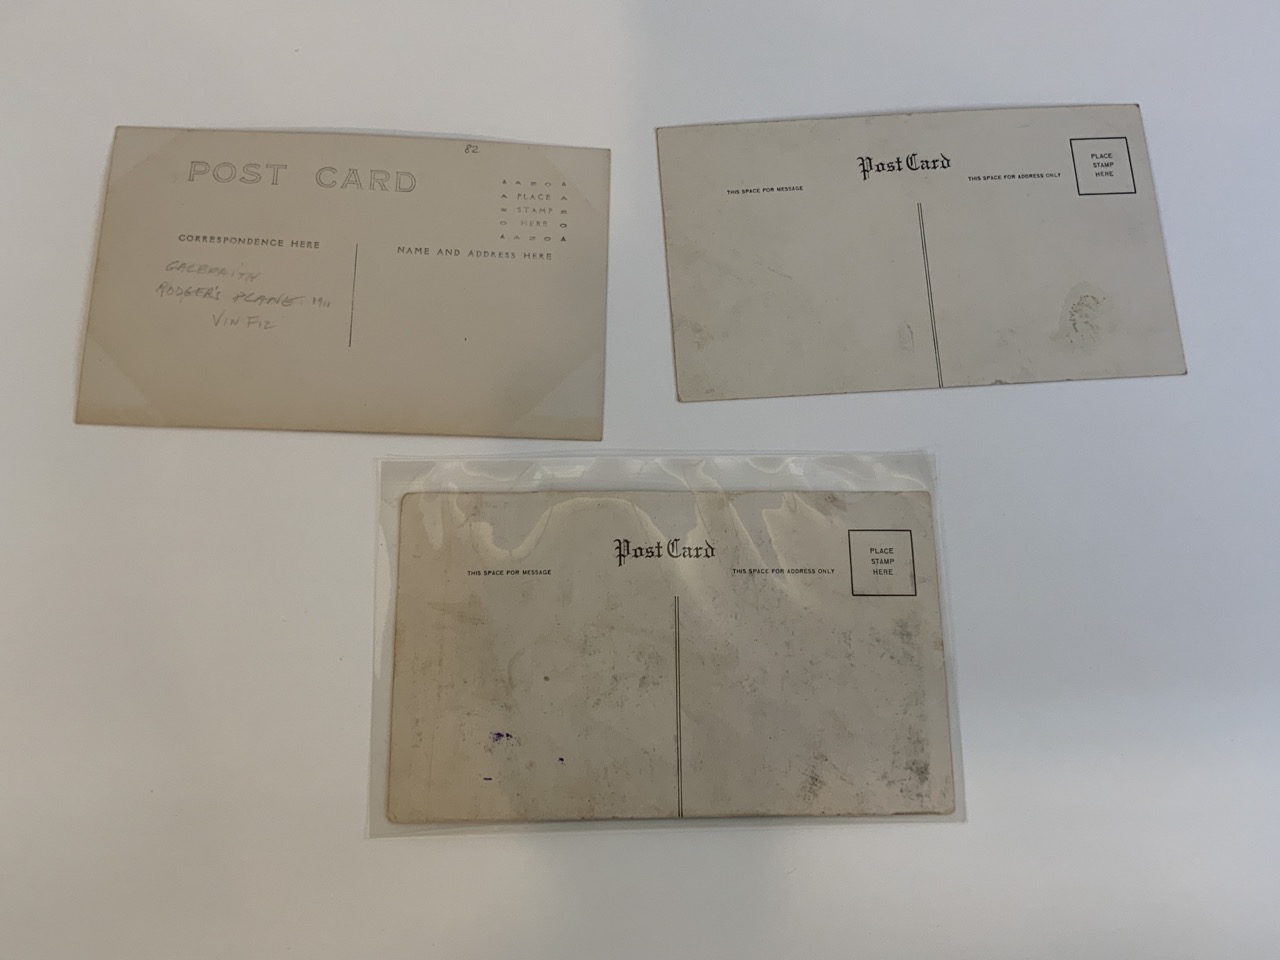 82
POST CARD
PLACE
STAMP
HERE
CORRESPONDENCE HERE
NAME AND ADDRESS HERE
GALBRAITH
RODGER'S PLANE 1911
VIN FIZ
Post Card
THIS SPACE FOR MESSAGE
THIS SPACE FOR ADDRESS ONLY
PLACE
STAMP
HERE
Post Card
THIS SPACE FOR MESSAGE
THIS SPACE FOR ADDRESS ONLY
PLACE
STAMP
HERE